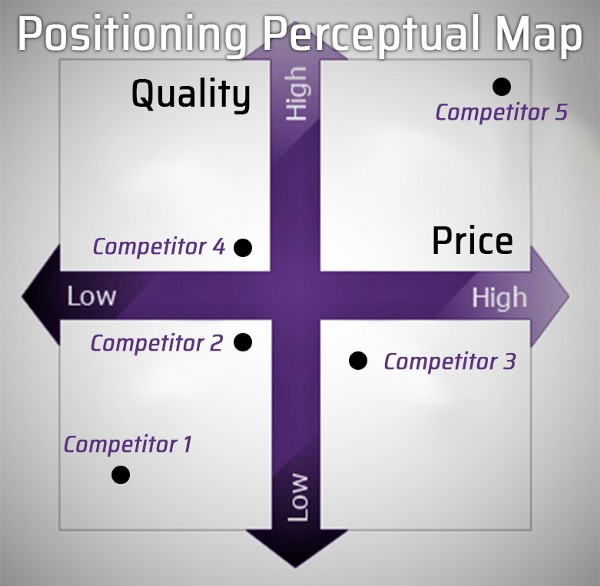 Positioning Perceptual Map
Quality
High
Competitor 5
Competitor 4
Price
Low
High
Competitor 2
Competitor 3
Competitor 1
Low